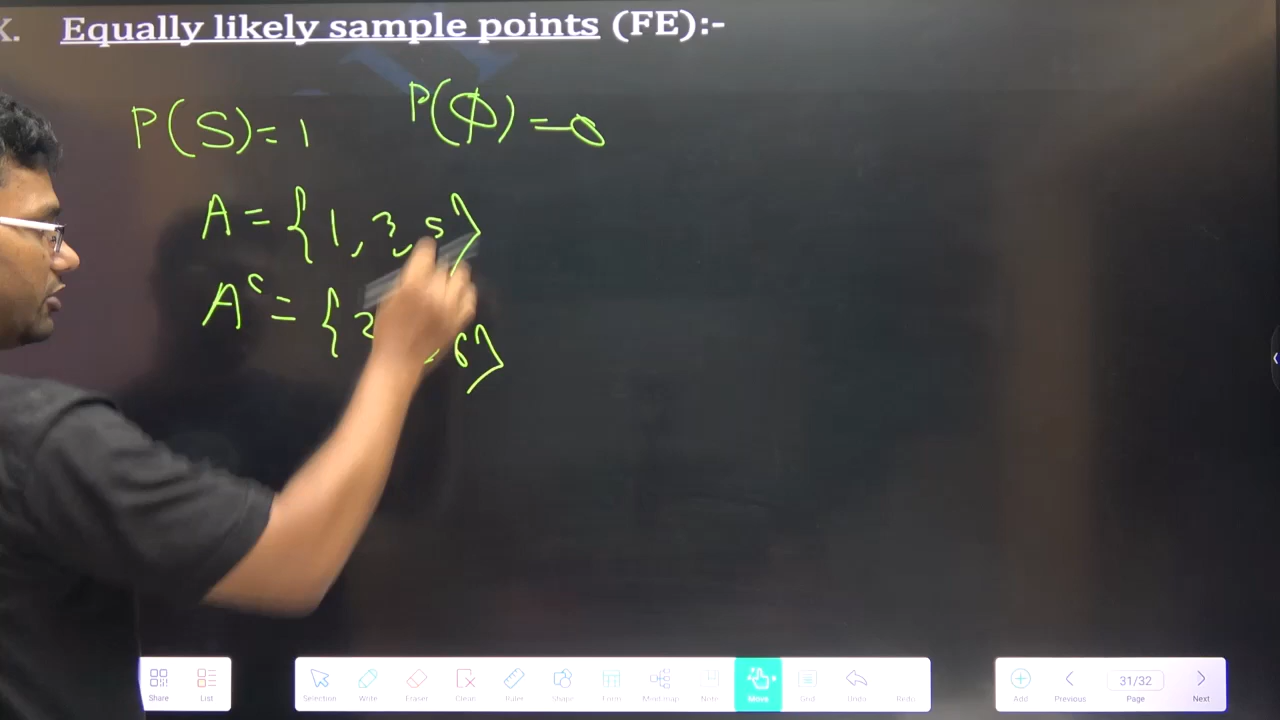 X. Equally likely sample points (FE):-
P(S) = 1 P(ϕ) = 0
A = {1, 3, 5}
Aᶜ = {2 , 6}
Share List Selection Write Eraser Clean Ruler Shape Form Mind map Note Move Grid Undo Redo Add Previous 31/32 Page Next